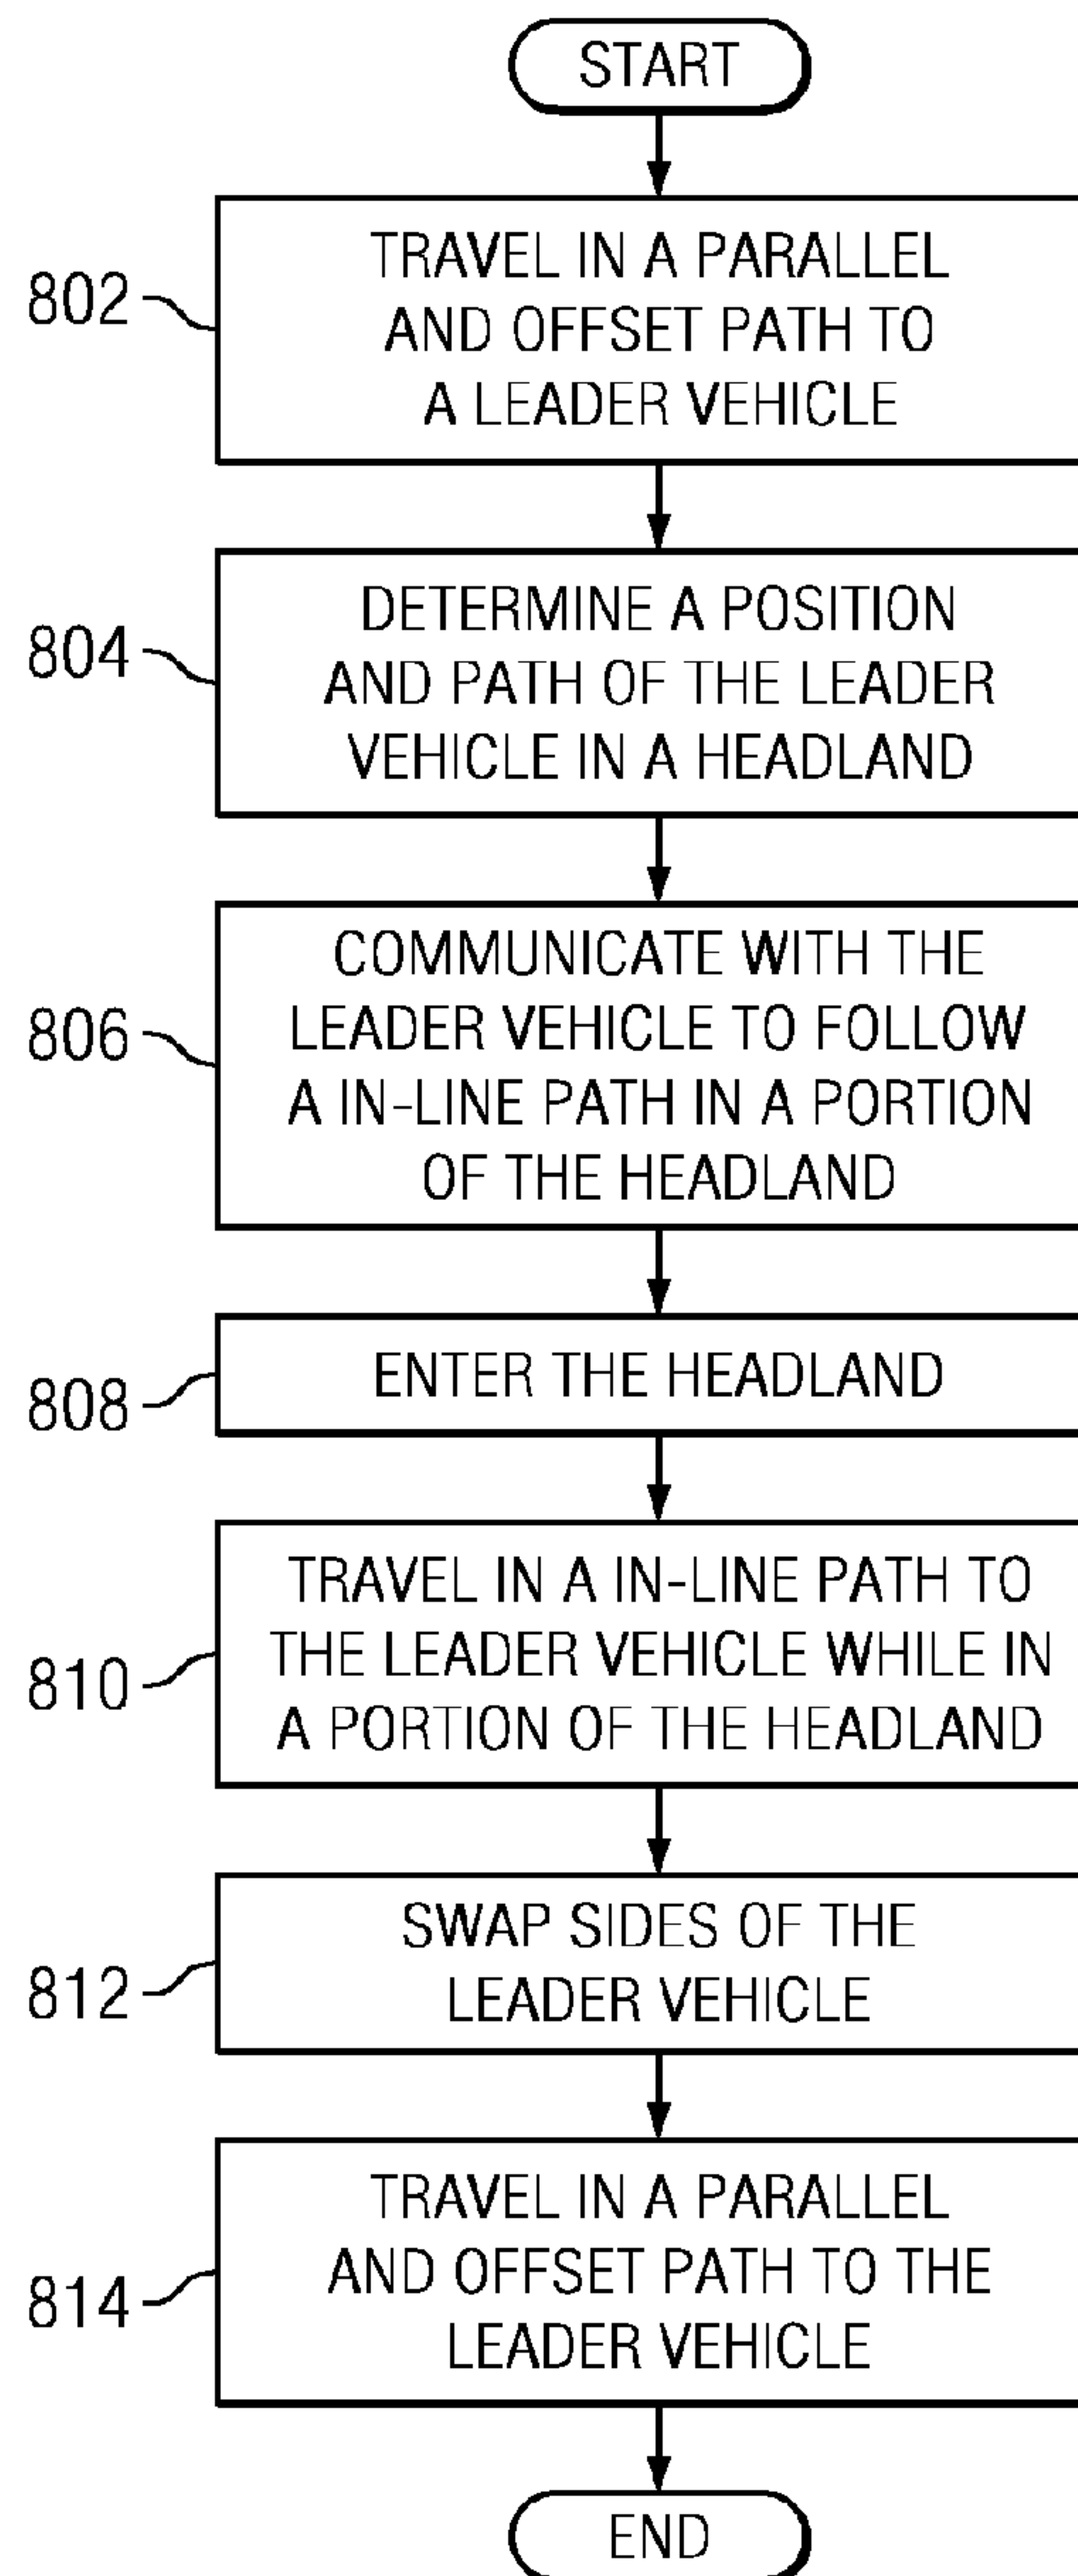 START
802
TRAVEL IN A PARALLEL
AND OFFSET PATH TO
A LEADER VEHICLE
804
DETERMINE A POSITION
AND PATH OF THE LEADER
VEHICLE IN A HEADLAND
806
COMMUNICATE WITH THE
LEADER VEHICLE TO FOLLOW
A IN-LINE PATH IN A PORTION
OF THE HEADLAND
808
ENTER THE HEADLAND
810
TRAVEL IN A IN-LINE PATH TO
THE LEADER VEHICLE WHILE IN
A PORTION OF THE HEADLAND
812
SWAP SIDES OF THE
LEADER VEHICLE
814
TRAVEL IN A PARALLEL
AND OFFSET PATH TO THE
LEADER VEHICLE
END